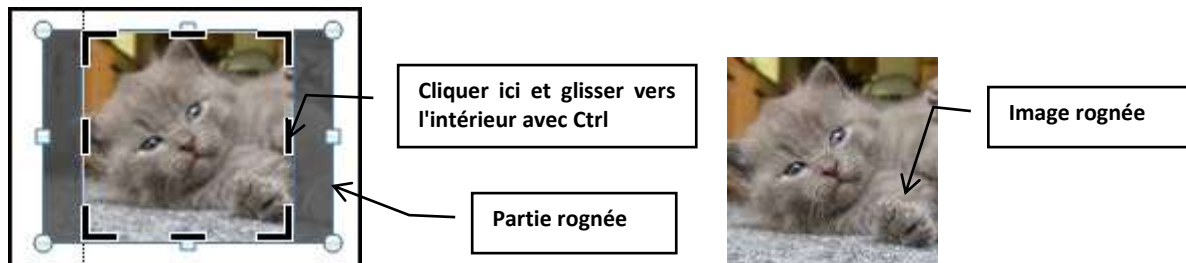 Cliquer ici et glisser vers
l'intérieur avec Ctrl
Image rognée
Partie rognée